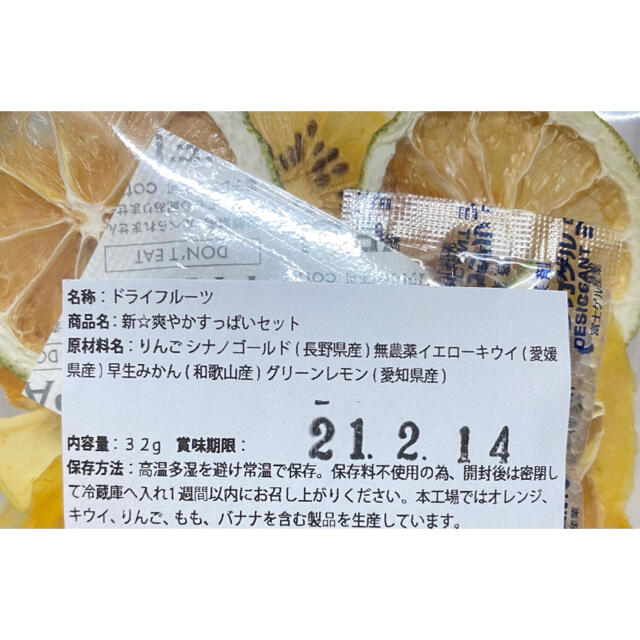 DON'T EAT
名称：ドライフルーツ
商品名：新☆爽やかすっぱいセット
原材料名：りんご シナノゴールド ( 長野県産 ) 無農薬イエローキウイ ( 愛媛
県産 ) 早生みかん ( 和歌山産 ) グリーンレモン ( 愛知県産 )
21. 2. 14
内容量：３２g 賞味期限：
保存方法：高温多湿を避け常温で保存。保存料不使用の為、開封後は密閉し
て冷蔵庫へ入れ1週間以内にお召し上がりください。本工場ではオレンジ、
キウイ、りんご、もも、バナナを含む製品を生産しています。
DESICCANT
富士ゲル産業